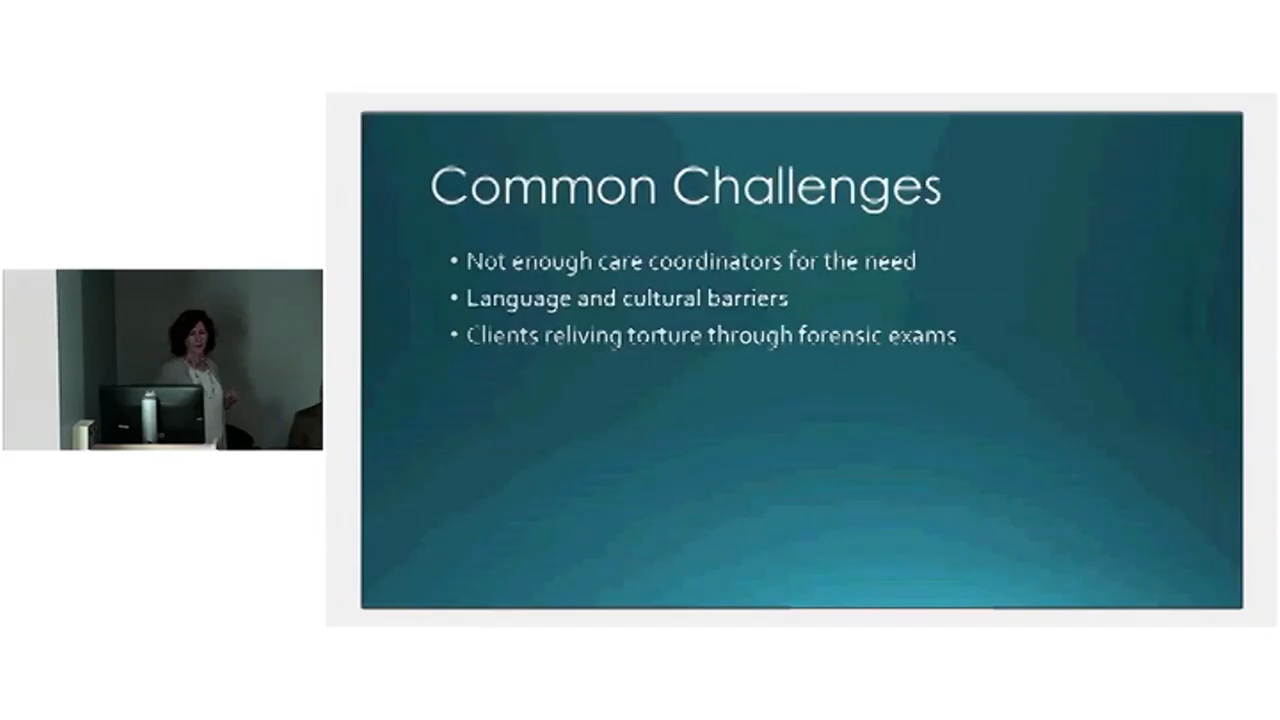 Common Challenges
• Not enough care coordinators for the need
• Language and cultural barriers
• Clients reliving torture through forensic exams